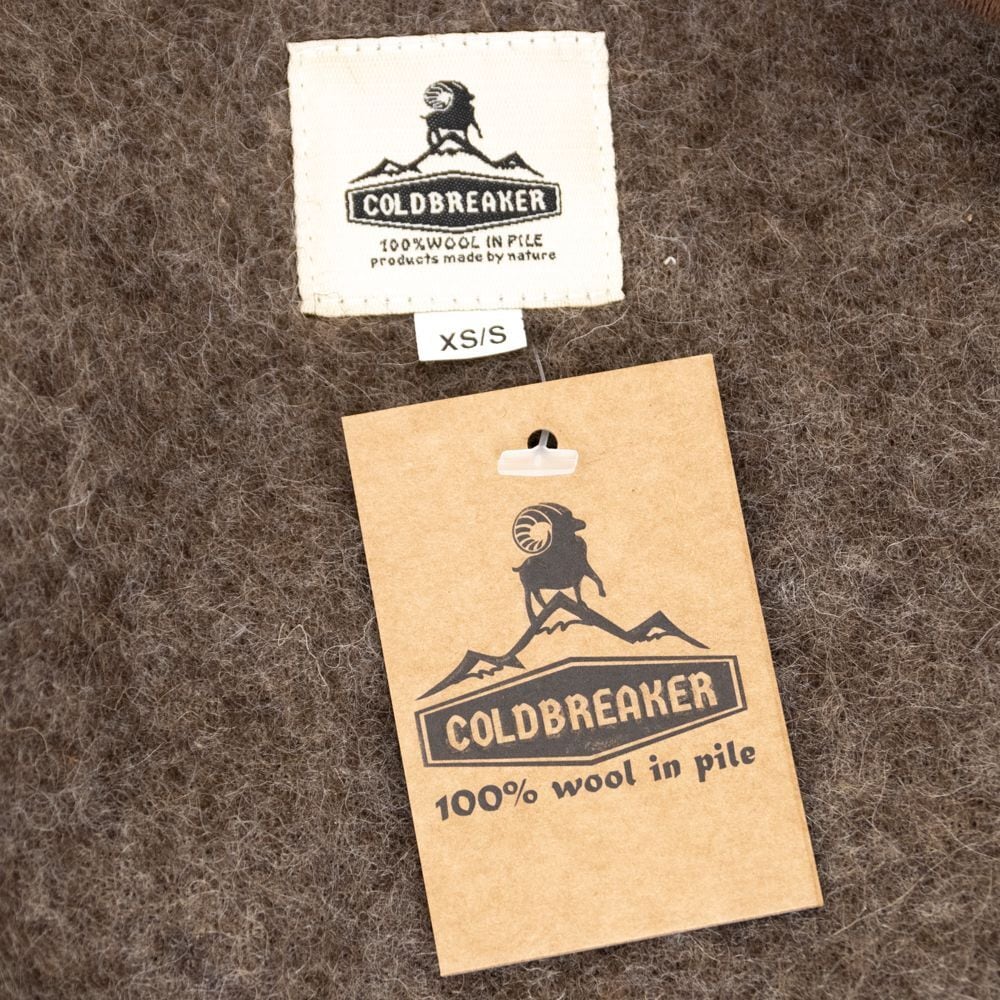 COLDBREAKER
100% WOOL IN PILE
products made by nature
XS/S
COLDBREAKER
100% wool in pile